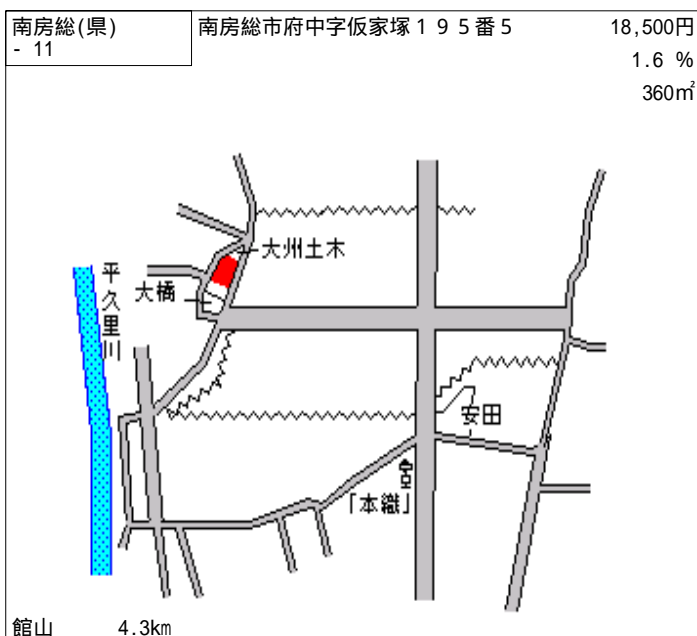 南房総(県)
- 11
南房総市府中字仮家塚１９５番５
18,500円
1.6 %
360㎡
大州土木
平久里川
大橋
安田
「本織」
館山 4.3km